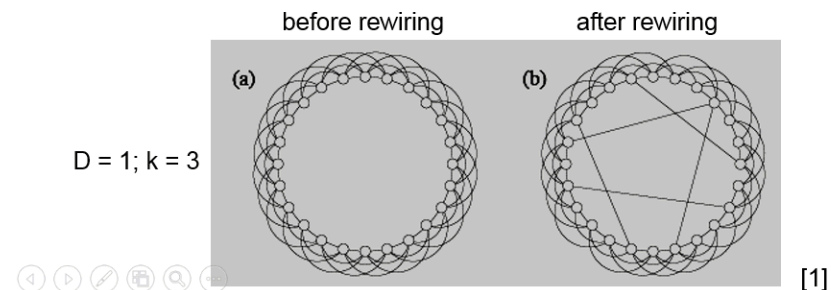 before rewiring
after rewiring
(a)
(b)
D = 1; k = 3
[1]